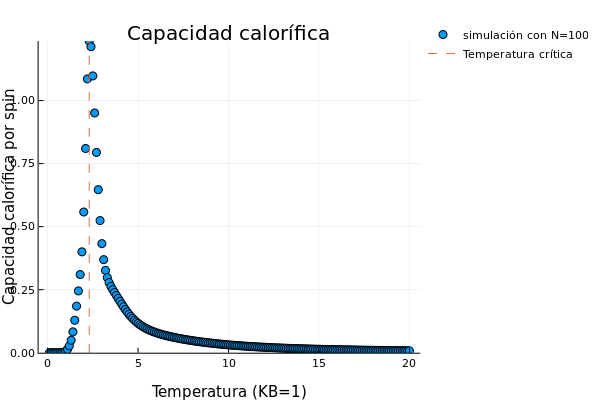 Capacidad calorífica
simulación con N=100
Temperatura crítica
Capacidad calorífica por spin
1.00
0.75
0.50
0.25
0.00
0
5
10
15
20
Temperatura (KB=1)